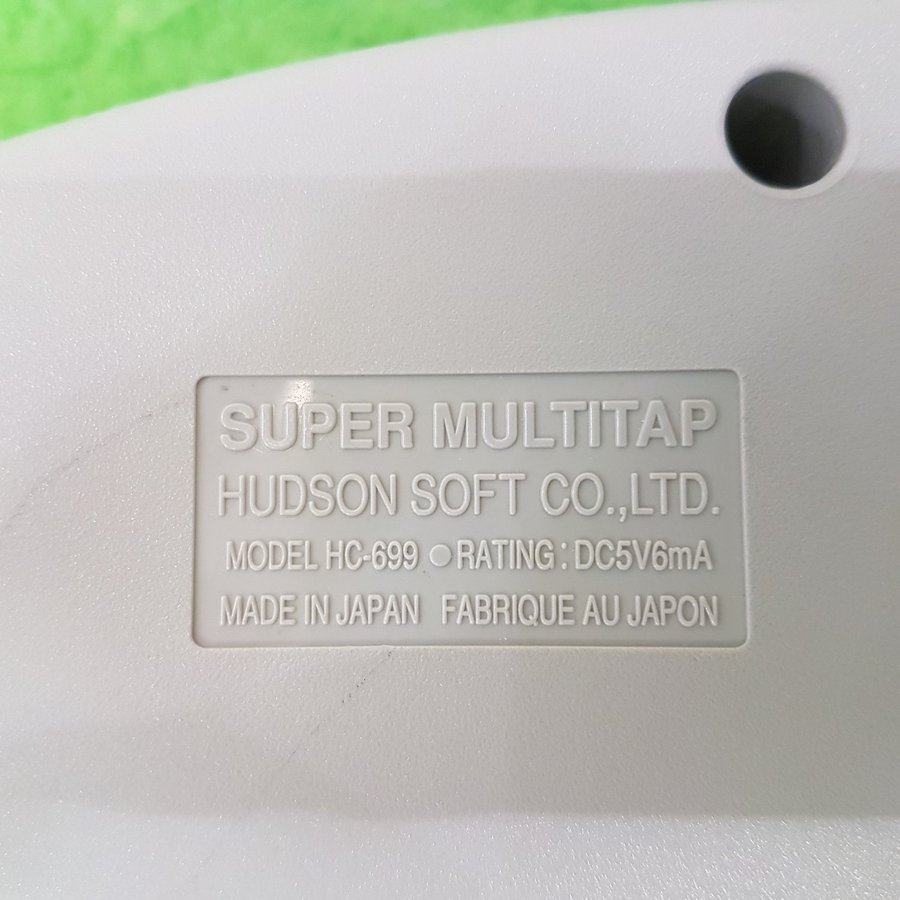 SUPER MULTITAP
HUDSON SOFT CO.,LTD.
MODEL HC-699 RATING : DC5V6mA
MADE IN JAPAN FABRIQUE AU JAPON